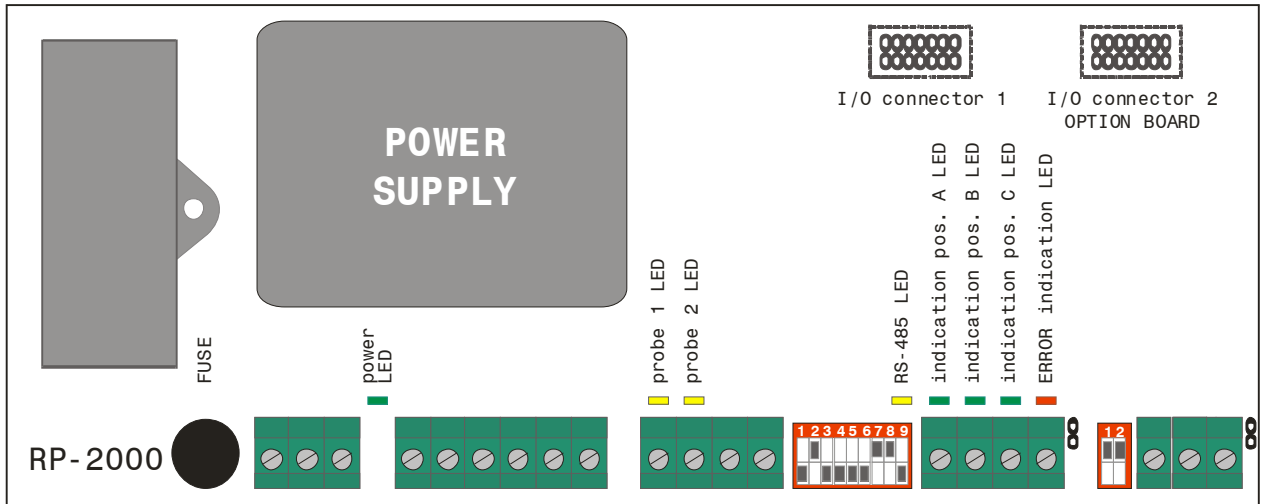 POWER
SUPPLY
I/O connector 1
I/O connector 2
OPTION BOARD
FUSE
power
LED
probe 1 LED
probe 2 LED
RS-485 LED
indication pos. A LED
indication pos. B LED
indication pos. C LED
ERROR indication LED
RP-2000
1 2 3 4 5 6 7 8 9
1 2